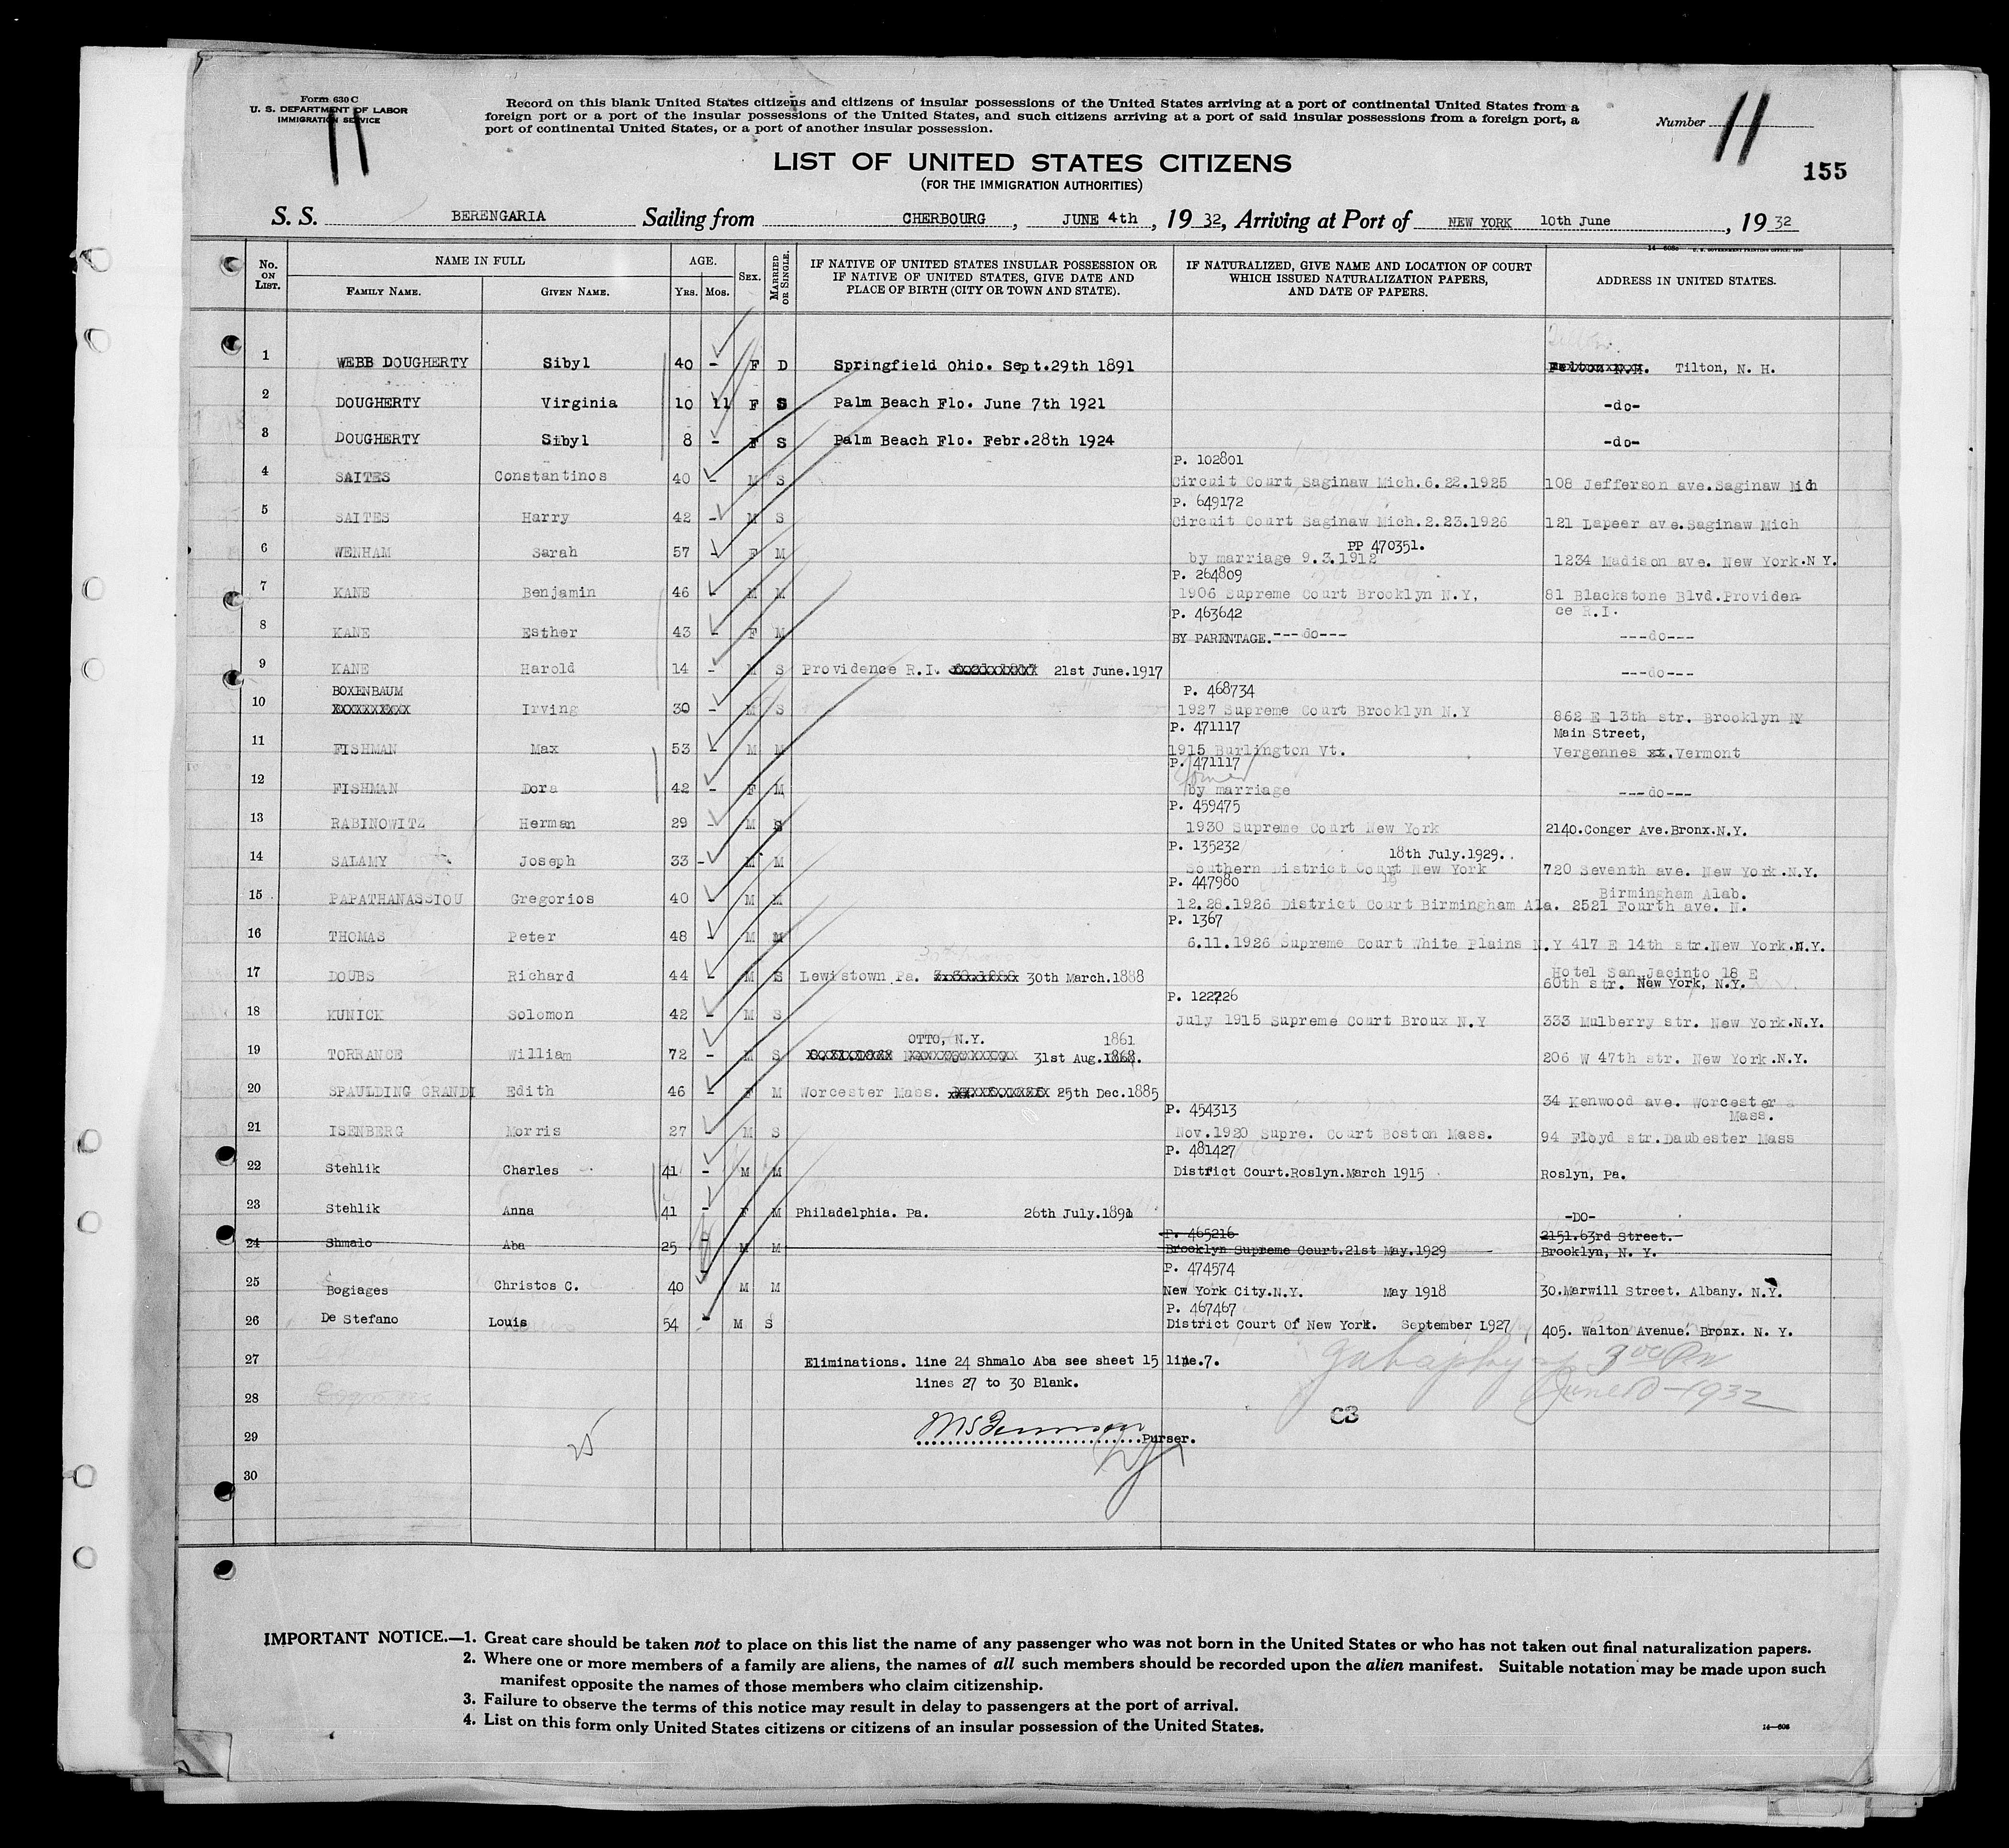 Form 630 C
U. S. DEPARTMENT OF LABOR
IMMIGRATION SERVICE
11
Record on this blank United States citizens and citizens of insular possessions of the United States arriving at a port of continental United States from a
foreign port or a port of the insular possessions of the United States, and such citizens arriving at a port of said insular possessions from a foreign port, a
port of continental United States, or a port of another insular possession.
Number 11
155
LIST OF UNITED STATES CITIZENS
(FOR THE IMMIGRATION AUTHORITIES)
S. S. BERENGARIA Sailing from CHERBOURG, JUNE 4th, 19 32, Arriving at Port of NEW YORK 10th June, 19 32
No. ON LIST. NAME IN FULL AGE. SEX. MARRIED OR SINGLE. IF NATIVE OF UNITED STATES INSULAR POSSESSION OR IF NATIVE OF UNITED STATES, GIVE DATE AND PLACE OF BIRTH (CITY OR TOWN AND STATE). IF NATURALIZED, GIVE NAME AND LOCATION OF COURT WHICH ISSUED NATURALIZATION PAPERS, AND DATE OF PAPERS. ADDRESS IN UNITED STATES.
FAMILY NAME. GIVEN NAME. YRS. MOS.
1 WEBB DOUGHERTY Sibyl 40 - F D Springfield Ohio. Sept.29th 1891 Tilton, N. H.
2 DOUGHERTY Virginia 10 11 F S Palm Beach Flo. June 7th 1921 -do-
3 DOUGHERTY Sibyl 8 - F S Palm Beach Flo. Febr.28th 1924 -do-
P. 102801
4 SAITES Constantinos 40 - M S Circuit Court Saginaw Mich.6.22.1925 108 Jefferson ave.Saginaw Mich
P. 649172
5 SAITES Harry 42 - M S Circuit Court Saginaw Mich.2.23.1926 121 Lapeer ave.Saginaw Mich
PP 470351.
6 WENHAM Sarah 57 - F M by marriage 9.3.1912 1234 Madison ave. New York.N Y.
P. 264809
7 KANE Benjamin 46 - M M 1906 Supreme Court Brooklyn N.Y, 81 Blackstone Blvd.Providen-
P. 463642 ce R.I.
8 KANE Esther 43 - F M BY PARENTAGE.---do--- ---do---
9 KANE Harold 14 - M S Providence R.I. 21st June.1917 ---do---
BOXENBAUM P. 468734
10 Irving 30 - M S 1927 Supreme Court Brooklyn N.Y 862 E 13th str. Brooklyn NY
P. 471117 Main Street,
11 FISHMAN Max 53 - M M 1915 Burlington Vt. Vergennes xx.Vermont
P. 471117
12 FISHMAN Dora 42 - F M by marriage ---do---
P. 459475
13 RABINOWITZ Herman 29 - M S 1930 Supreme Court New York 2140.Conger Ave.Bronx.N.Y.
P. 135232 18th July.1929.
14 SALAMY Joseph 33 - M M Southern District Court New York 720 Seventh ave. New York.N.Y.
P. 447980 Birmingham Alab.
15 PAPATHANASSIOU Gregorios 40 - M M 12.28.1926 District Court Birmingham Ala. 2521 Fourth ave. N.
P. 1367
16 THOMAS Peter 48 - M M 6.11.1926 Supreme Court White Plains N.Y 417 E 14th str.New York.N.Y.
17 DOUBS Richard 44 - M S Lewistown Pa. 30th March.1888 Hotel San Jacinto 18 E
60th str. New York, N.Y.
P. 122726
18 KUNICK Solomon 42 - M S July 1915 Supreme Court Broux N.Y 333 Mulberry str. New York.N.Y.
OTTO, N.Y. 1861
19 TORRANCE William 72 - M S 31st Aug.1868. 206 W 47th str. New York.N.Y.
20 SPAULDING GRANDI Edith 46 - F M Worcester Mass. 25th Dec.1885 34 Kenwood ave. Worcester
P. 454313 Mass.
21 ISENBERG Morris 27 - M S Nov.1920 Supre. Court Boston Mass. 94 Floyd str.Daubester Mass
P. 481427
22 Stehlik Charles 41 - M M District Court.Roslyn.March 1915 Roslyn, Pa.
23 Stehlik Anna 41 - F M Philadelphia. Pa. 26th July.1891 -DO-
P. 465216 2151.63rd Street.
24 Shmalo Aba 25 - M M Brooklyn Supreme Court.21st May.1929 Brooklyn, N. Y.
P. 474574
25 Bogiages Christos C. 40 - M M New York City.N.Y. May 1918 30.Merwill Street. Albany. N.Y.
P. 467467
26 De Stefano Louis 54 - M S District Court Of New York. September 1927 405. Walton Avenue. Bronx. N. Y.
27 Eliminations. line 24 Shmalo Aba see sheet 15 line.7.
lines 27 to 30 Blank.
28 June 10-1932
C3
29 Purser.
25
30
IMPORTANT NOTICE.—1. Great care should be taken not to place on this list the name of any passenger who was not born in the United States or who has not taken out final naturalization papers.
2. Where one or more members of a family are aliens, the names of all such members should be recorded upon the alien manifest. Suitable notation may be made upon such
manifest opposite the names of those members who claim citizenship.
3. Failure to observe the terms of this notice may result in delay to passengers at the port of arrival.
4. List on this form only United States citizens or citizens of an insular possession of the United States.